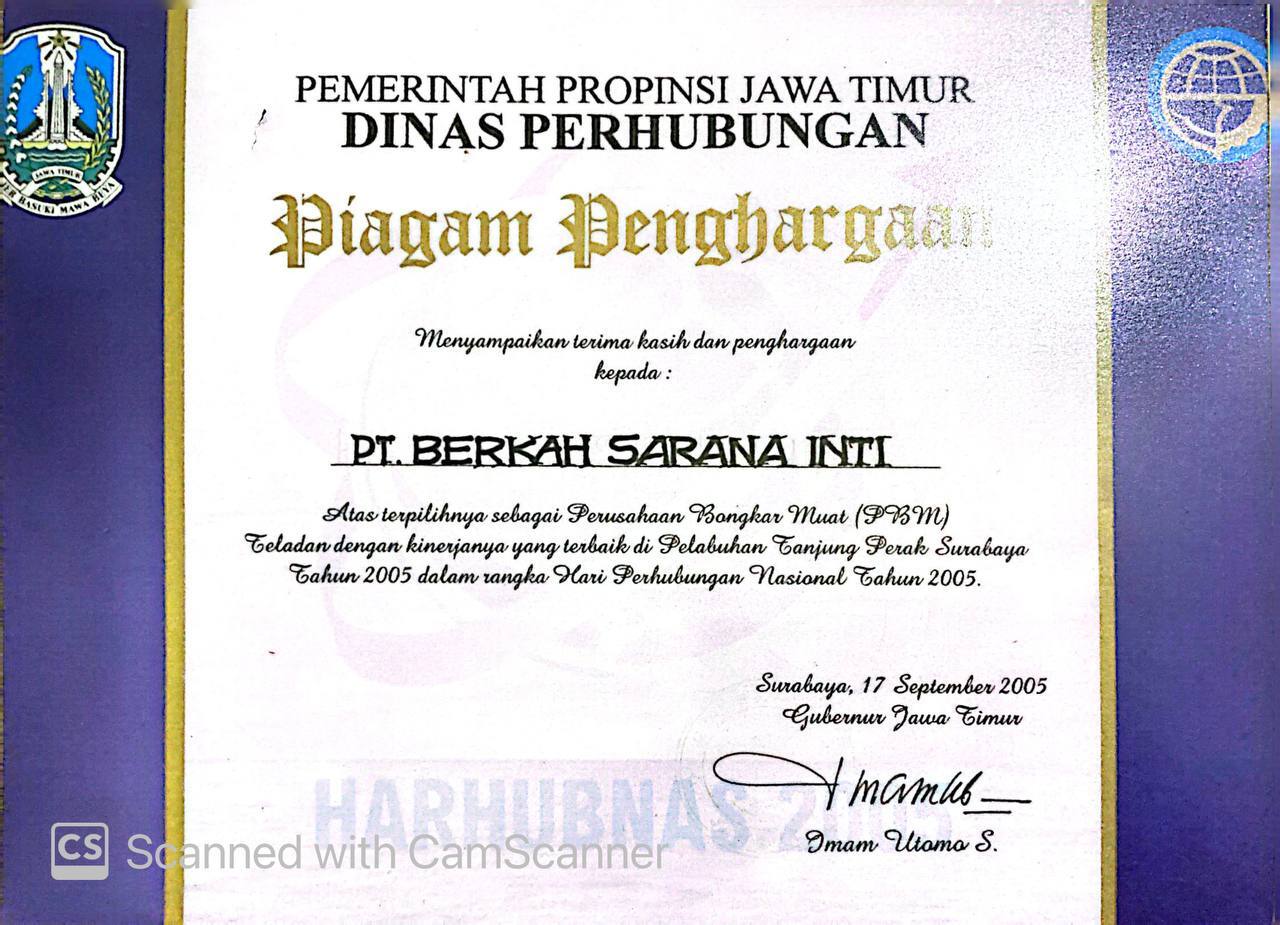 PEMERINTAH PROPINSI JAWA TIMUR
DINAS PERHUBUNGAN
Piagam Penghargaan
Menyampaikan terima kasih dan penghargaan
kepada :
PT. BERKAH SARANA INTI
Atas terpilihnya sebagai Perusahaan Bongkar Muat (PBM)
Teladan dengan kinerjanya yang terbaik di Pelabuhan Tanjung Perak Surabaya
Tahun 2005 dalam rangka Hari Perhubungan Nasional Tahun 2005.
Surabaya, 17 September 2005
Gubernur Jawa Timur
Imam Utomo S.
HARHUBNAS 2005
JAWA TIMUR
JER BASUKI MAWA BEYA
CS Scanned with CamScanner